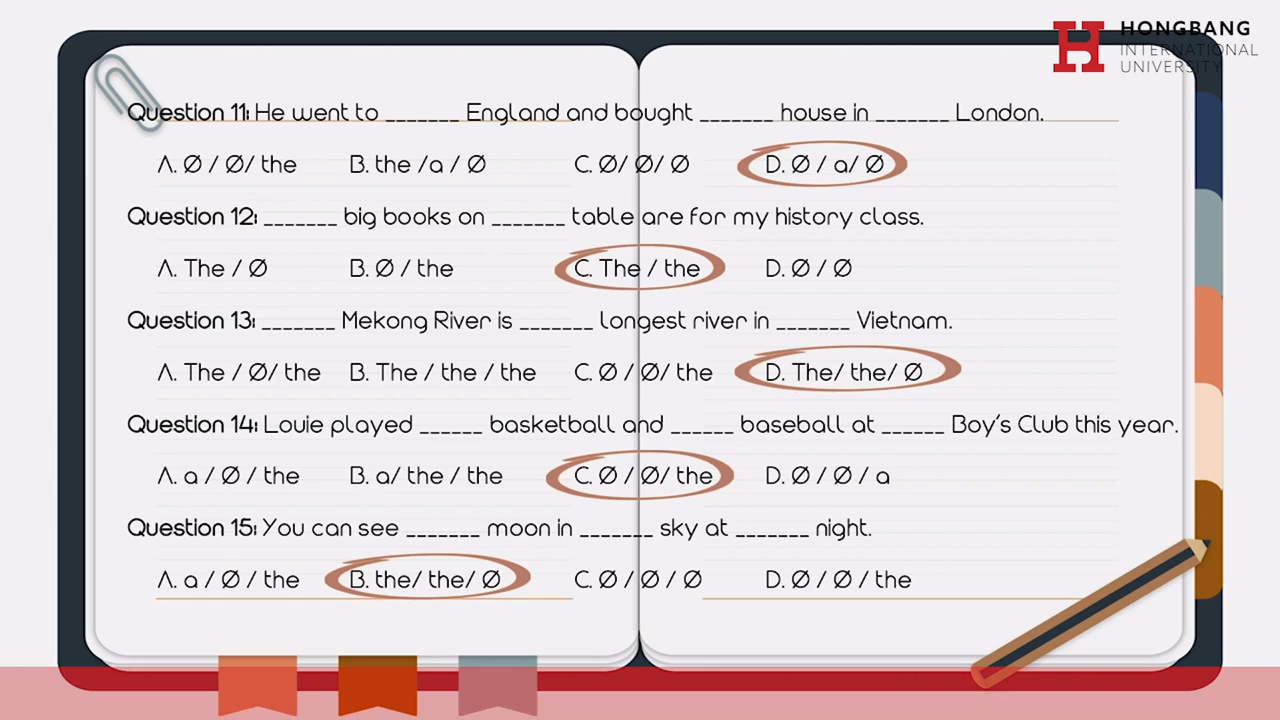 HONGBANG
INTERNATIONAL
UNIVERSITY
Question 11: He went to _______ England and bought _______ house in _______ London.
A. Ø / Ø/ the B. the /a / Ø C. Ø/ Ø/ Ø D. Ø / a/ Ø
Question 12: _______ big books on _______ table are for my history class.
A. The / Ø B. Ø / the C. The / the D. Ø / Ø
Question 13: _______ Mekong River is _______ longest river in _______ Vietnam.
A. The / Ø/ the B. The / the / the C. Ø / Ø/ the D. The/ the/ Ø
Question 14: Louie played ______ basketball and ______ baseball at ______ Boy's Club this year.
A. a / Ø / the B. a/ the / the C. Ø / Ø/ the D. Ø / Ø / a
Question 15: You can see _______ moon in _______ sky at _______ night.
A. a / Ø / the B. the/ the/ Ø C. Ø / Ø / Ø D. Ø / Ø / the